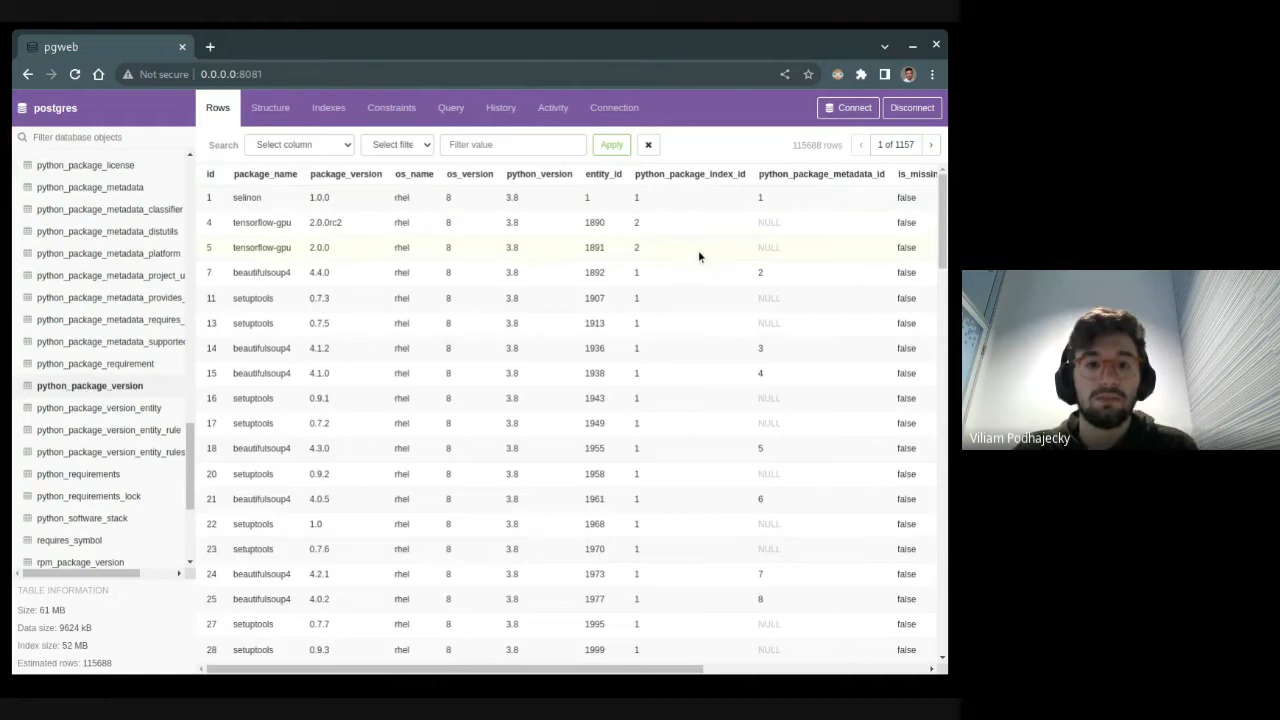 pgweb
Not secure
0.0.0.0:8081
postgres
Rows
Structure
Indexes
Constraints
Query
History
Activity
Connection
Connect
Disconnect
Filter database objects
Search
Select column
Select filte
Filter value
Apply
115688 rows
1 of 1157
python_package_license
python_package_metadata
python_package_metadata_classifier
python_package_metadata_distutils
python_package_metadata_platform
python_package_metadata_project_u
python_package_metadata_provides_
python_package_metadata_requires_
python_package_metadata_supported
python_package_requirement
python_package_version
python_package_version_entity
python_package_version_entity_rule
python_package_version_entity_rules
python_requirements
python_requirements_lock
python_software_stack
requires_symbol
rpm_package_version
TABLE INFORMATION
Size: 61 MB
Data size: 9624 kB
Index size: 52 MB
Estimated rows: 115688
id package_name package_version os_name os_version python_version entity_id python_package_index_id python_package_metadata_id is_missin
1 selinon 1.0.0 rhel 8 3.8 1 1 1 false
4 tensorflow-gpu 2.0.0rc2 rhel 8 3.8 1890 2 NULL false
5 tensorflow-gpu 2.0.0 rhel 8 3.8 1891 2 NULL false
7 beautifulsoup4 4.4.0 rhel 8 3.8 1892 1 2 false
11 setuptools 0.7.3 rhel 8 3.8 1907 1 NULL false
13 setuptools 0.7.5 rhel 8 3.8 1913 1 NULL false
14 beautifulsoup4 4.1.2 rhel 8 3.8 1936 1 3 false
15 beautifulsoup4 4.1.0 rhel 8 3.8 1938 1 4 false
16 setuptools 0.9.1 rhel 8 3.8 1943 1 NULL false
17 setuptools 0.7.2 rhel 8 3.8 1949 1 NULL false
18 beautifulsoup4 4.3.0 rhel 8 3.8 1955 1 5 false
20 setuptools 0.9.2 rhel 8 3.8 1958 1 NULL false
21 beautifulsoup4 4.0.5 rhel 8 3.8 1961 1 6 false
22 setuptools 1.0 rhel 8 3.8 1968 1 NULL false
23 setuptools 0.7.6 rhel 8 3.8 1970 1 NULL false
24 beautifulsoup4 4.2.1 rhel 8 3.8 1973 1 7 false
25 beautifulsoup4 4.0.2 rhel 8 3.8 1977 1 8 false
27 setuptools 0.7.7 rhel 8 3.8 1995 1 NULL false
28 setuptools 0.9.3 rhel 8 3.8 1999 1 NULL false
Viliam Podhajecky